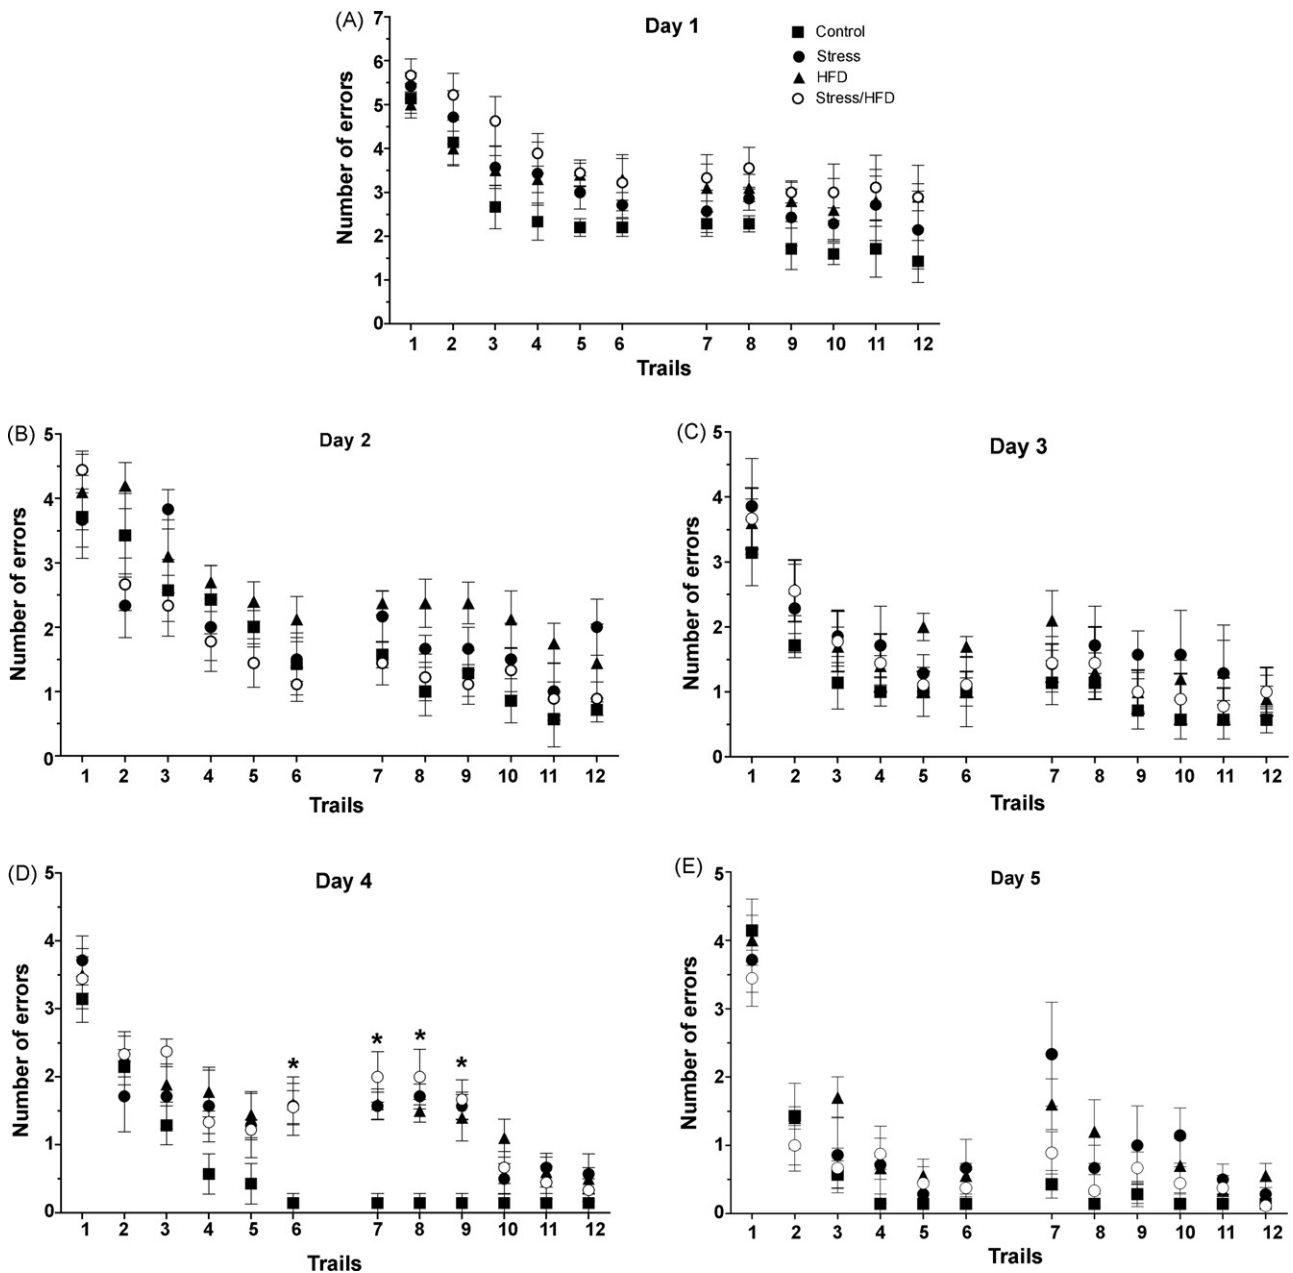 (A)
Day 1
Control
Stress
HFD
Stress/HFD
Number of errors
7
6
5
4
3
2
1
0
1 2 3 4 5 6 7 8 9 10 11 12
Trails
(B)
Day 2
Number of errors
5
4
3
2
1
0
1 2 3 4 5 6 7 8 9 10 11 12
Trails
(C)
Day 3
Number of errors
5
4
3
2
1
0
1 2 3 4 5 6 7 8 9 10 11 12
Trails
(D)
Day 4
Number of errors
5
4
3
2
1
0
* * * *
1 2 3 4 5 6 7 8 9 10 11 12
Trails
(E)
Day 5
Number of errors
5
4
3
2
1
0
1 2 3 4 5 6 7 8 9 10 11 12
Trails